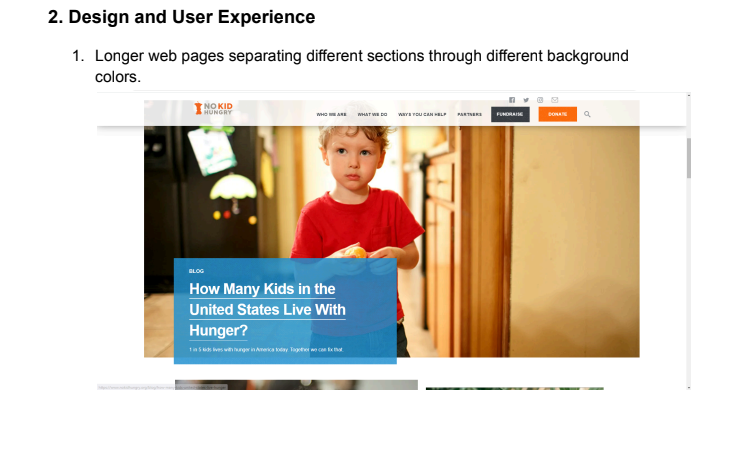 2. Design and User Experience
1. Longer web pages separating different sections through different background
colors.
NO KID
HUNGRY
WHO WE ARE WHAT WE DO WAYS YOU CAN HELP PARTNERS FUNDRAISE DONATE
BLOG
How Many Kids in the
United States Live With
Hunger?
1 in 5 kids lives with hunger in America today. Together we can fix that.